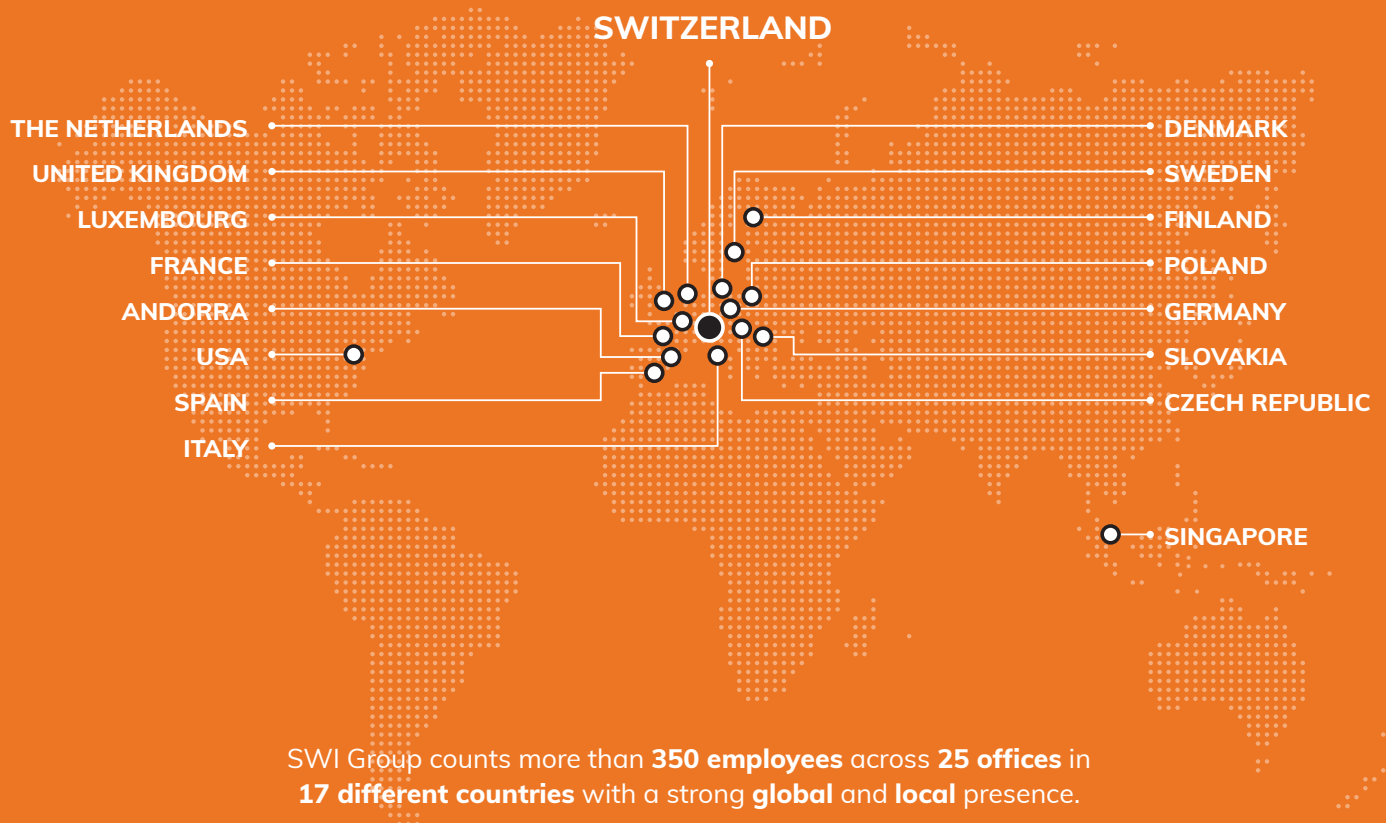 SWITZERLAND
THE NETHERLANDS
UNITED KINGDOM
LUXEMBOURG
FRANCE
ANDORRA
USA
SPAIN
ITALY
DENMARK
SWEDEN
FINLAND
POLAND
GERMANY
SLOVAKIA
CZECH REPUBLIC
SINGAPORE
SWI Group counts more than 350 employees across 25 offices in
17 different countries with a strong global and local presence.